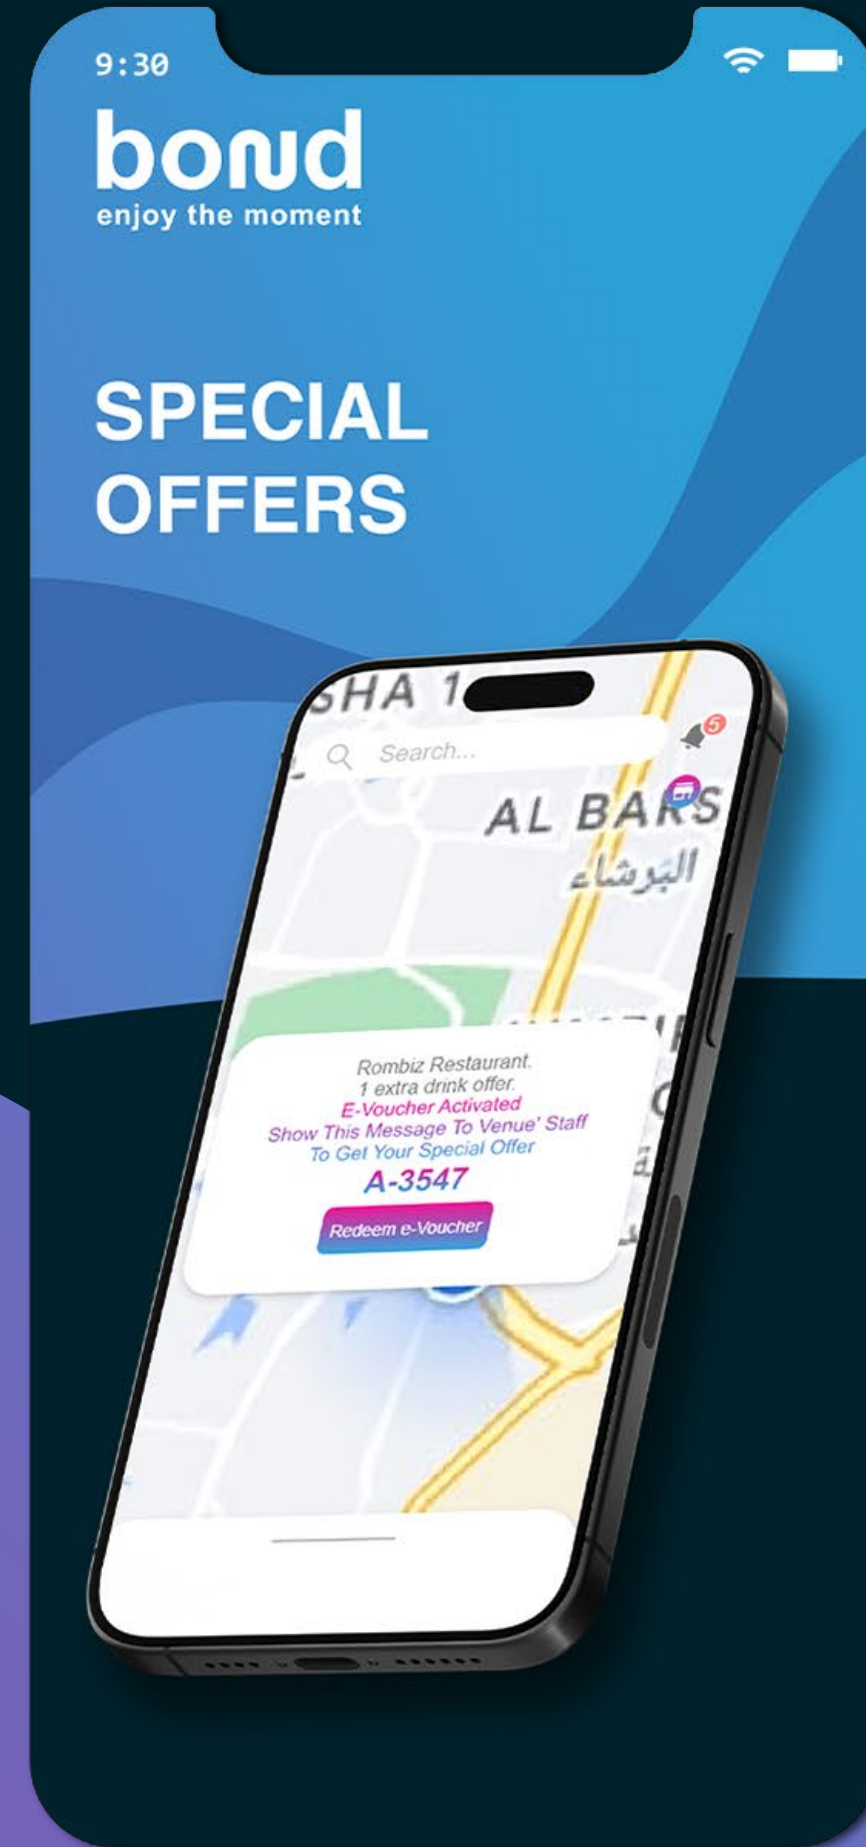 9:30
bond
enjoy the moment
SPECIAL
OFFERS
SHA 1
Search...
5
AL BARS
البرشاء
Rombiz Restaurant.
1 extra drink offer.
E-Voucher Activated
Show This Message To Venue' Staff
To Get Your Special Offer
A-3547
Redeem e-Voucher